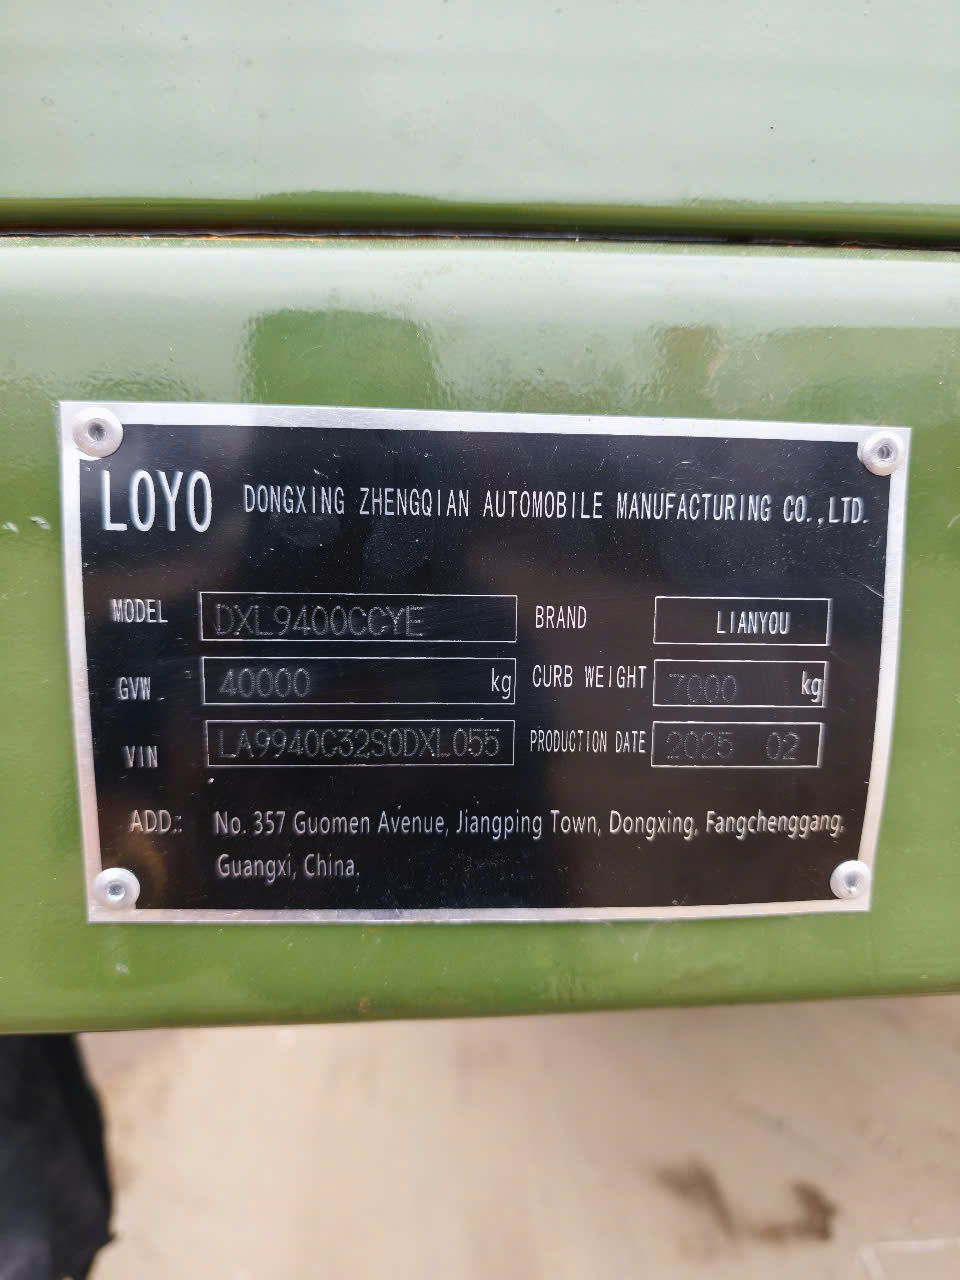 LOYO DONGXING ZHENGQIAN AUTOMOBILE MANUFACTURING CO.,LTD.
MODEL DXL9400CCYE BRAND LIANYOU
GVW 40000 kg CURB WEIGHT 7000 kg
VIN LA9940C32S0DXL055 PRODUCTION DATE 2025 02
ADD.: No. 357 Guomen Avenue, Jiangping Town, Dongxing, Fangchenggang,
Guangxi, China.